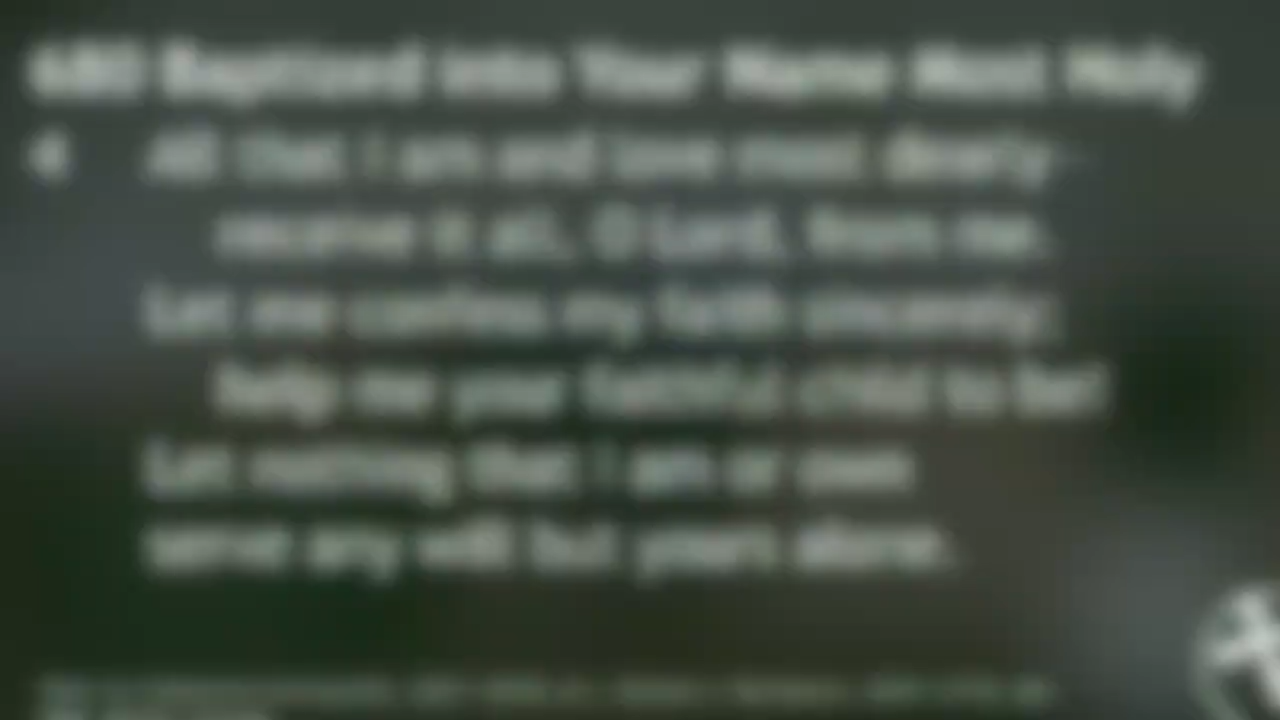 680 Baptized into Your Name Most Holy
4 All that I am and love most dearly—
receive it all, O Lord, from me.
Let me confess my faith sincerely;
help me your faithful child to be!
Let nothing that I am or own
serve any will but yours alone.